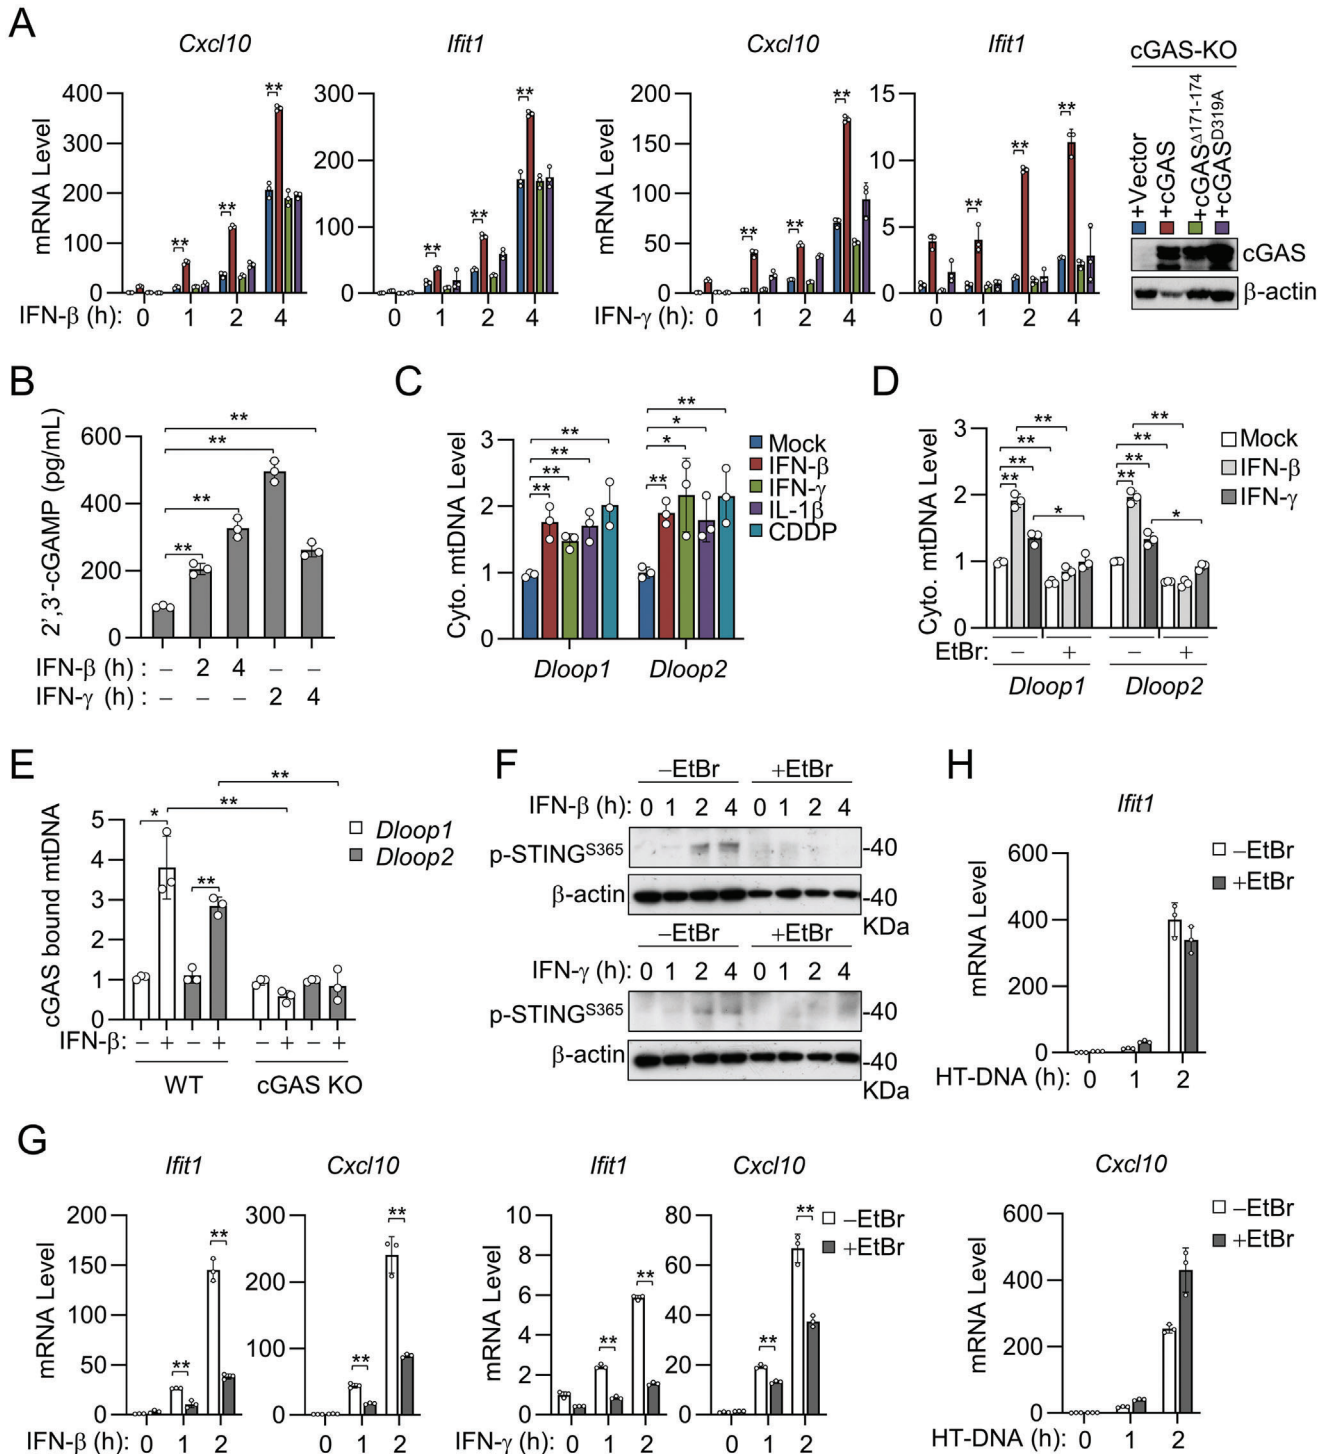 A
Cxcl10
Ifit1
Cxcl10
Ifit1
cGAS-KO
+Vector
+cGAS
+cGASΔ171-174
+cGASD319A
mRNA Level
400
300
200
100
0
300
200
100
0
200
150
100
50
0
15
10
5
0
** ** ** **
** ** ** **
** ** ** **
** ** **
cGAS
β-actin
IFN-β (h): 0 1 2 4 0 1 2 4
IFN-γ (h): 0 1 2 4 0 1 2 4
B
2',3'-cGAMP (pg/mL)
600
400
200
0
**
**
**
**
IFN-β (h) : – 2 4 – –
IFN-γ (h) : – – – 2 4
C
Cyto. mtDNA Level
3
2
1
0
** **
** *
** *
** **
Mock
IFN-β
IFN-γ
IL-1β
CDDP
Dloop1 Dloop2
D
Cyto. mtDNA Level
3
2
1
0
** **
** **
** **
** **
* *
Mock
IFN-β
IFN-γ
EtBr: – + – +
Dloop1 Dloop2
E
cGAS bound mtDNA
5
4
3
2
1
0
**
**
*
**
Dloop1
Dloop2
IFN-β: – + – + – + – +
WT cGAS KO
F
–EtBr +EtBr
IFN-β (h): 0 1 2 4 0 1 2 4
p-STINGS365 -40
β-actin -40
KDa
–EtBr +EtBr
IFN-γ (h): 0 1 2 4 0 1 2 4
p-STINGS365 -40
β-actin -40
KDa
H
Ifit1
mRNA Level
600
400
200
0
–EtBr
+EtBr
HT-DNA (h): 0 1 2
Cxcl10
mRNA Level
600
400
200
0
–EtBr
+EtBr
HT-DNA (h): 0 1 2
G
Ifit1
Cxcl10
Ifit1
Cxcl10
mRNA Level
200
150
100
50
0
** **
300
200
100
0
** **
mRNA Level
10
8
6
4
2
0
** **
–EtBr
+EtBr
80
60
40
20
0
** **
–EtBr
+EtBr
IFN-β (h): 0 1 2 0 1 2
IFN-γ (h): 0 1 2 0 1 2